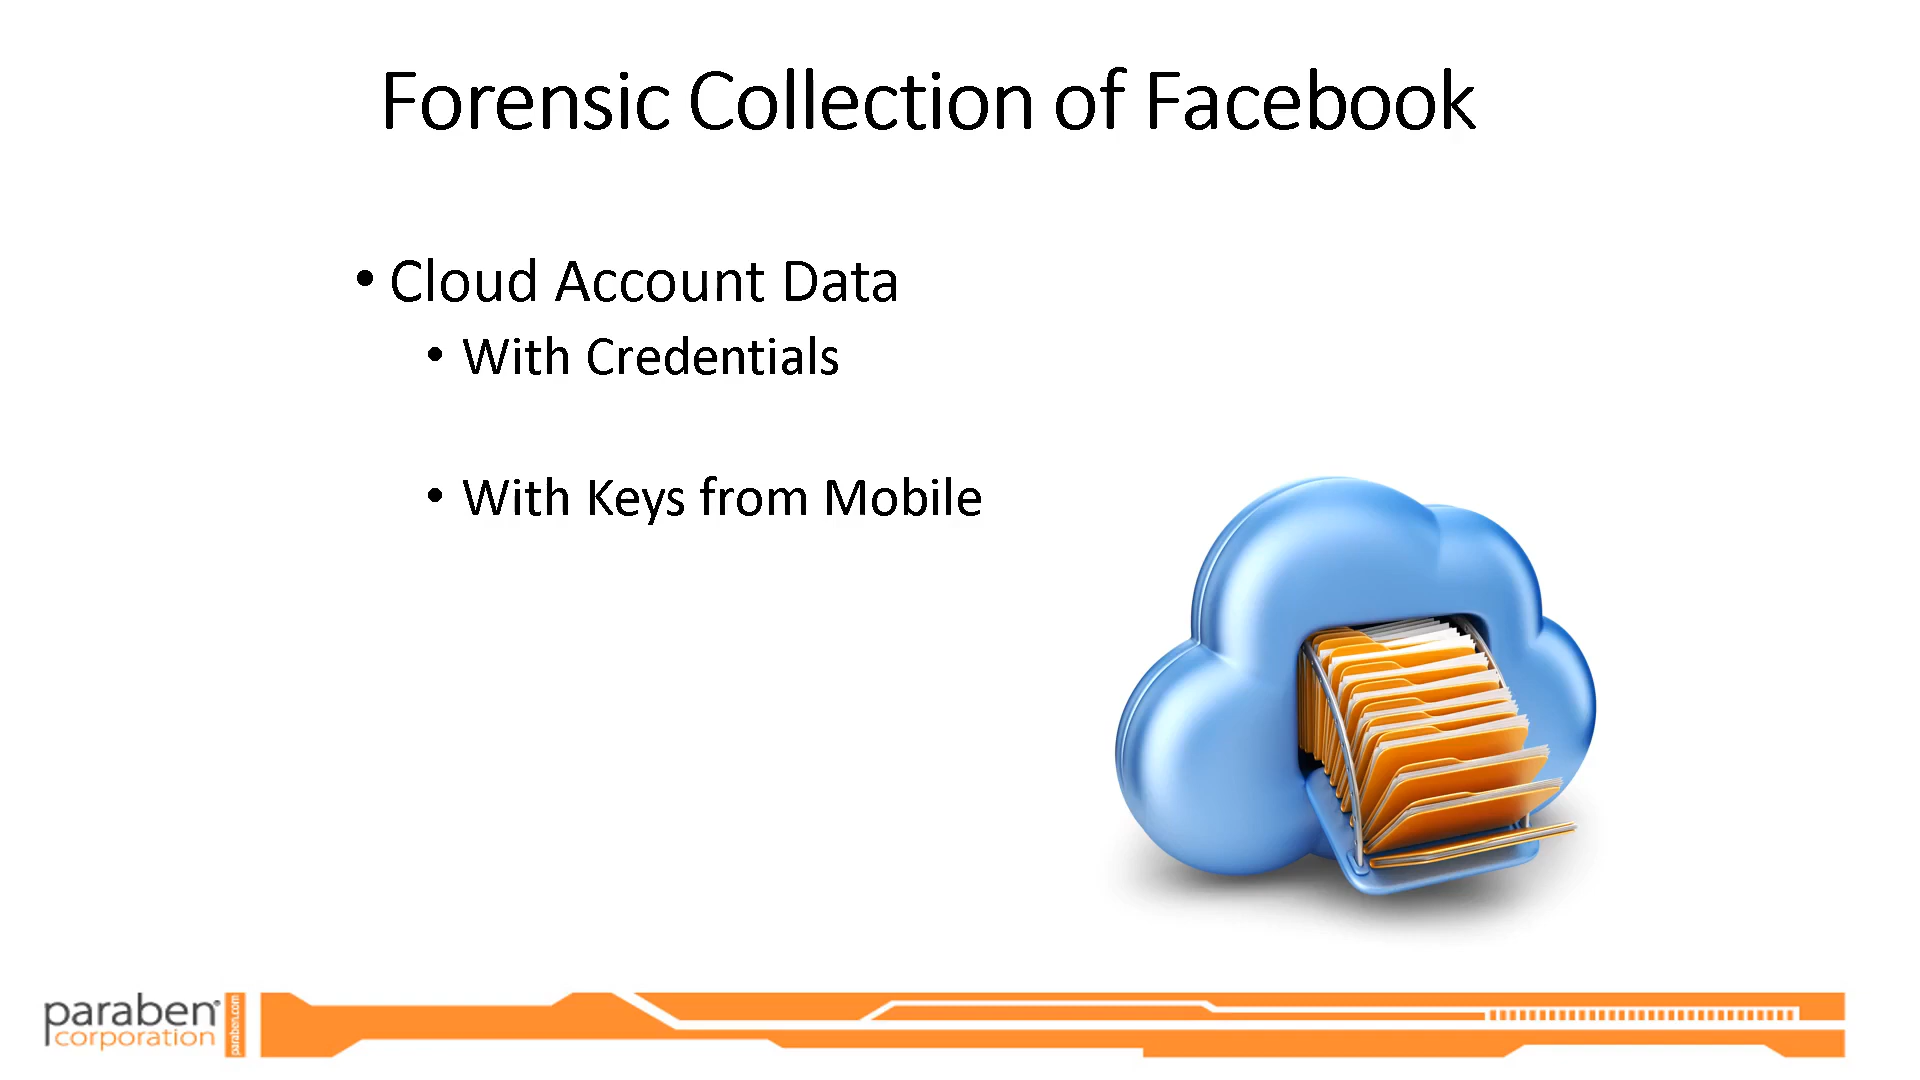 Forensic Collection of Facebook
• Cloud Account Data
• With Credentials
• With Keys from Mobile
paraben®
corporation
paraben.com